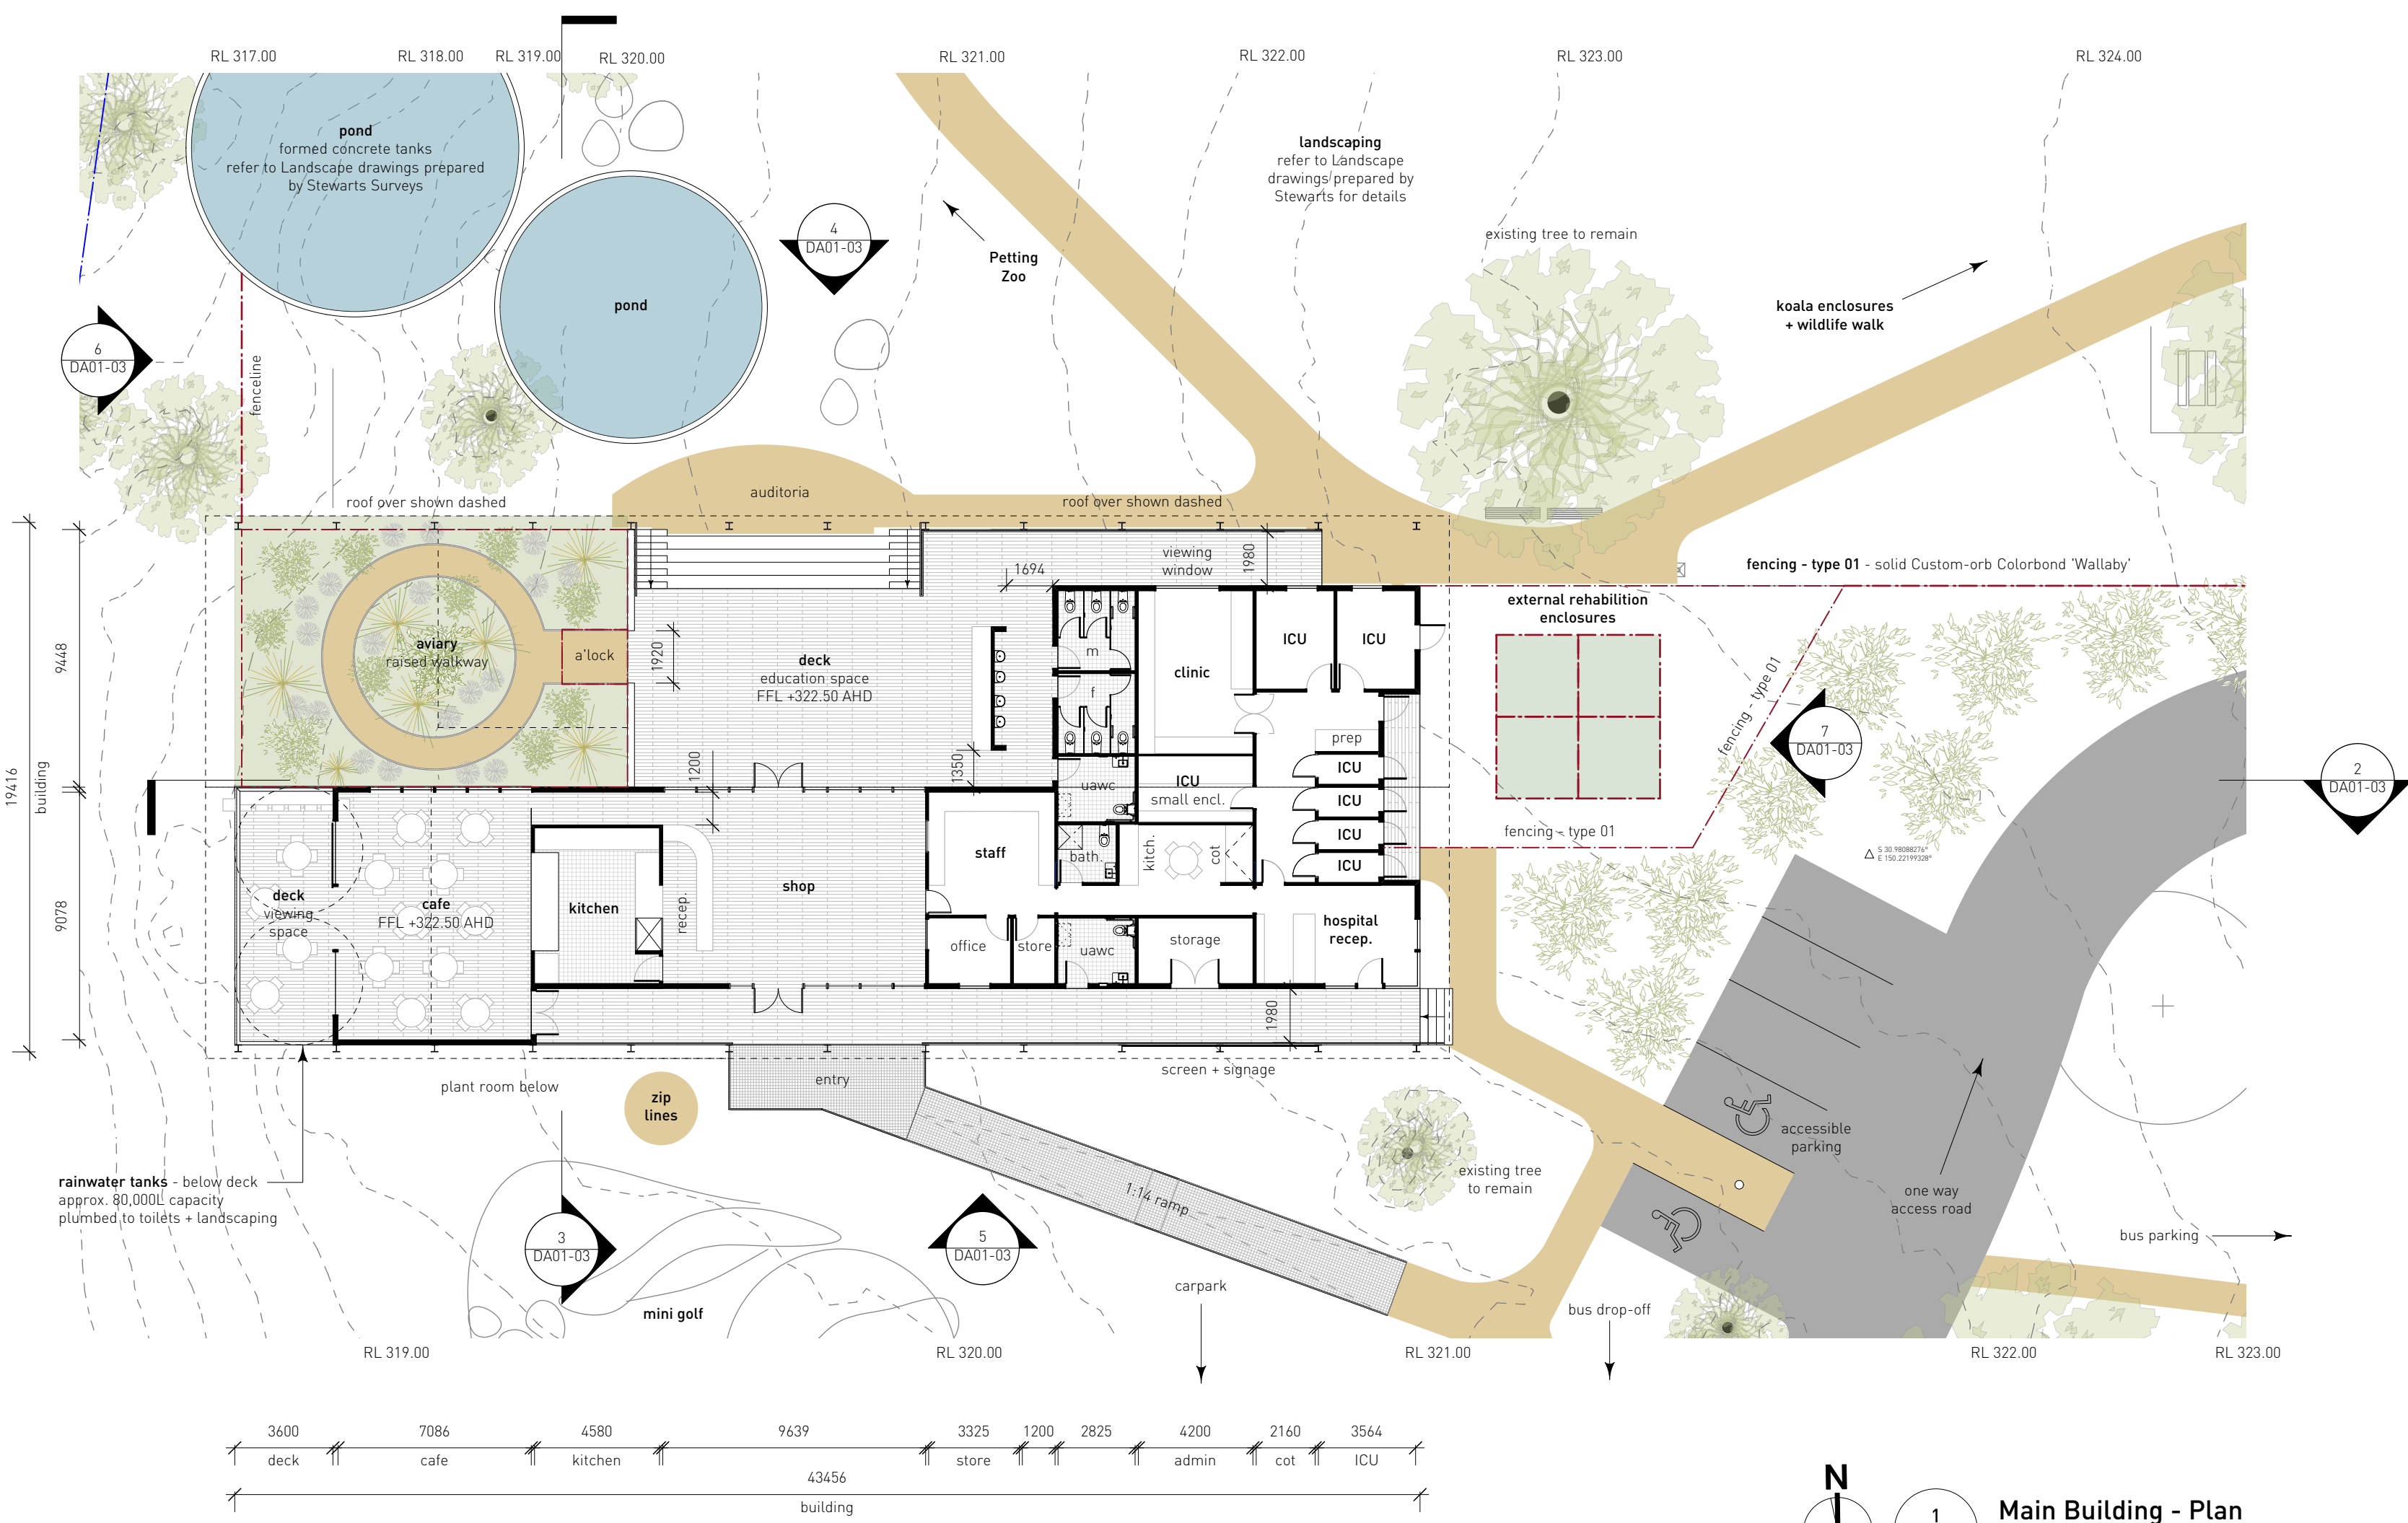 RL 317.00
RL 318.00
RL 319.00
RL 320.00
RL 321.00
RL 322.00
RL 323.00
RL 324.00
pond
formed concrete tanks
refer to Landscape drawings prepared
by Stewarts Surveys
pond
4
DA01-03
Petting
Zoo
landscaping
refer to Landscape
drawings prepared by
Stewarts for details
existing tree to remain
koala enclosures
+ wildlife walk
6
DA01-03
fenceline
roof over shown dashed
auditoria
roof over shown dashed
viewing
window
1980
1694
fencing - type 01 - solid Custom-orb Colorbond 'Wallaby'
external rehabilition
enclosures
fencing - type 01
7
DA01-03
2
DA01-03
19416
building
9448
9078
aviary
raised walkway
a'lock
1920
deck
education space
FFL +322.50 AHD
1200
1350
m
f
uawc
clinic
ICU
ICU
prep
ICU
ICU
ICU
ICU
ICU
small encl.
fencing - type 01
S 30.98088276°
E 150.22199328°
deck
viewing
space
cafe
FFL +322.50 AHD
kitchen
recep.
shop
staff
bath.
kitch.
cot
office
store
uawc
storage
hospital
recep.
1980
entry
screen + signage
plant room below
zip
lines
rainwater tanks - below deck
approx. 80,000L capacity
plumbed to toilets + landscaping
3
DA01-03
5
DA01-03
mini golf
1:14 ramp
existing tree
to remain
accessible
parking
one way
access road
bus parking
carpark
bus drop-off
RL 319.00
RL 320.00
RL 321.00
RL 322.00
RL 323.00
3600
7086
4580
9639
3325
1200
2825
4200
2160
3564
deck
cafe
kitchen
store
admin
cot
ICU
43456
building
N
1
Main Building - Plan